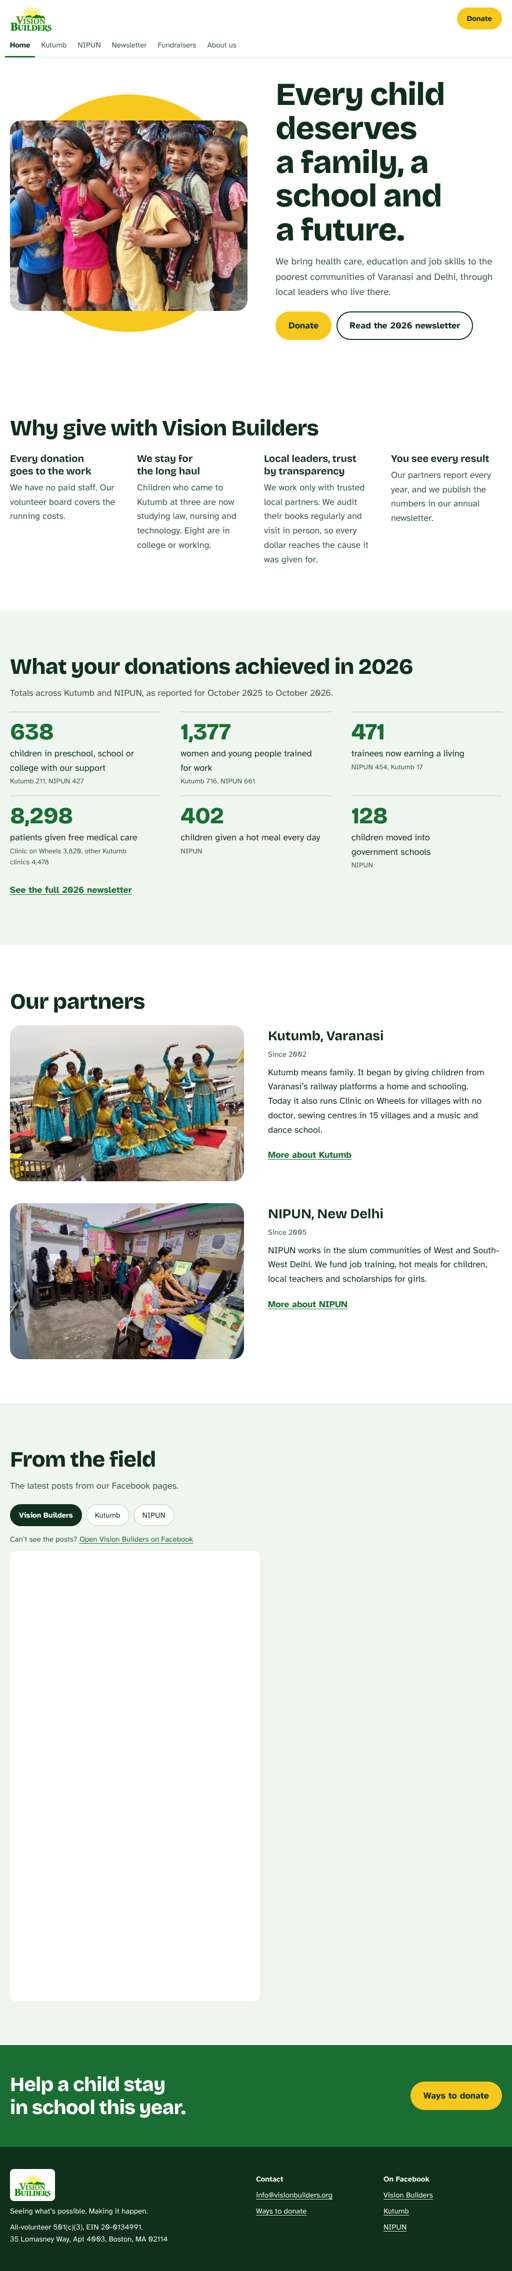 VISION
BUILDERS
Donate
Home Kutumb NIPUN Newsletter Fundraisers About us
Every child
deserves
a family, a
school and
a future.
We bring health care, education and job skills to the
poorest communities of Varanasi and Delhi, through
local leaders who live there.
Donate Read the 2026 newsletter
Why give with Vision Builders
Every donation
goes to the work
We have no paid staff. Our
volunteer board covers the
running costs.
We stay for
the long haul
Children who came to
Kutumb at three are now
studying law, nursing and
technology. Eight are in
college or working.
Local leaders, trust
by transparency
We work only with trusted
local partners. We audit
their books regularly and
visit in person, so every
dollar reaches the cause it
was given for.
You see every result
Our partners report every
year, and we publish the
numbers in our annual
newsletter.
What your donations achieved in 2026
Totals across Kutumb and NIPUN, as reported for October 2025 to October 2026.
638
children in preschool, school or
college with our support
Kutumb 211, NIPUN 427
1,377
women and young people trained
for work
Kutumb 716, NIPUN 661
471
trainees now earning a living
NIPUN 454, Kutumb 17
8,298
patients given free medical care
Clinic on Wheels 3,820, other Kutumb
clinics 4,478
402
children given a hot meal every day
NIPUN
128
children moved into
government schools
NIPUN
See the full 2026 newsletter
Our partners
Kutumb, Varanasi
Since 2002
Kutumb means family. It began by giving children from
Varanasi's railway platforms a home and schooling.
Today it also runs Clinic on Wheels for villages with no
doctor, sewing centres in 15 villages and a music and
dance school.
More about Kutumb
NIPUN, New Delhi
Since 2005
NIPUN works in the slum communities of West and South-
West Delhi. We fund job training, hot meals for children,
local teachers and scholarships for girls.
More about NIPUN
From the field
The latest posts from our Facebook pages.
Vision Builders Kutumb NIPUN
Can't see the posts? Open Vision Builders on Facebook
Help a child stay
in school this year.
Ways to donate
VISION
BUILDERS
Seeing what's possible. Making it happen.
All-volunteer 501(c)(3), EIN 20-0134991.
35 Lomasney Way, Apt 4003, Boston, MA 02114
Contact
info@visionbuilders.org
Ways to donate
On Facebook
Vision Builders
Kutumb
NIPUN